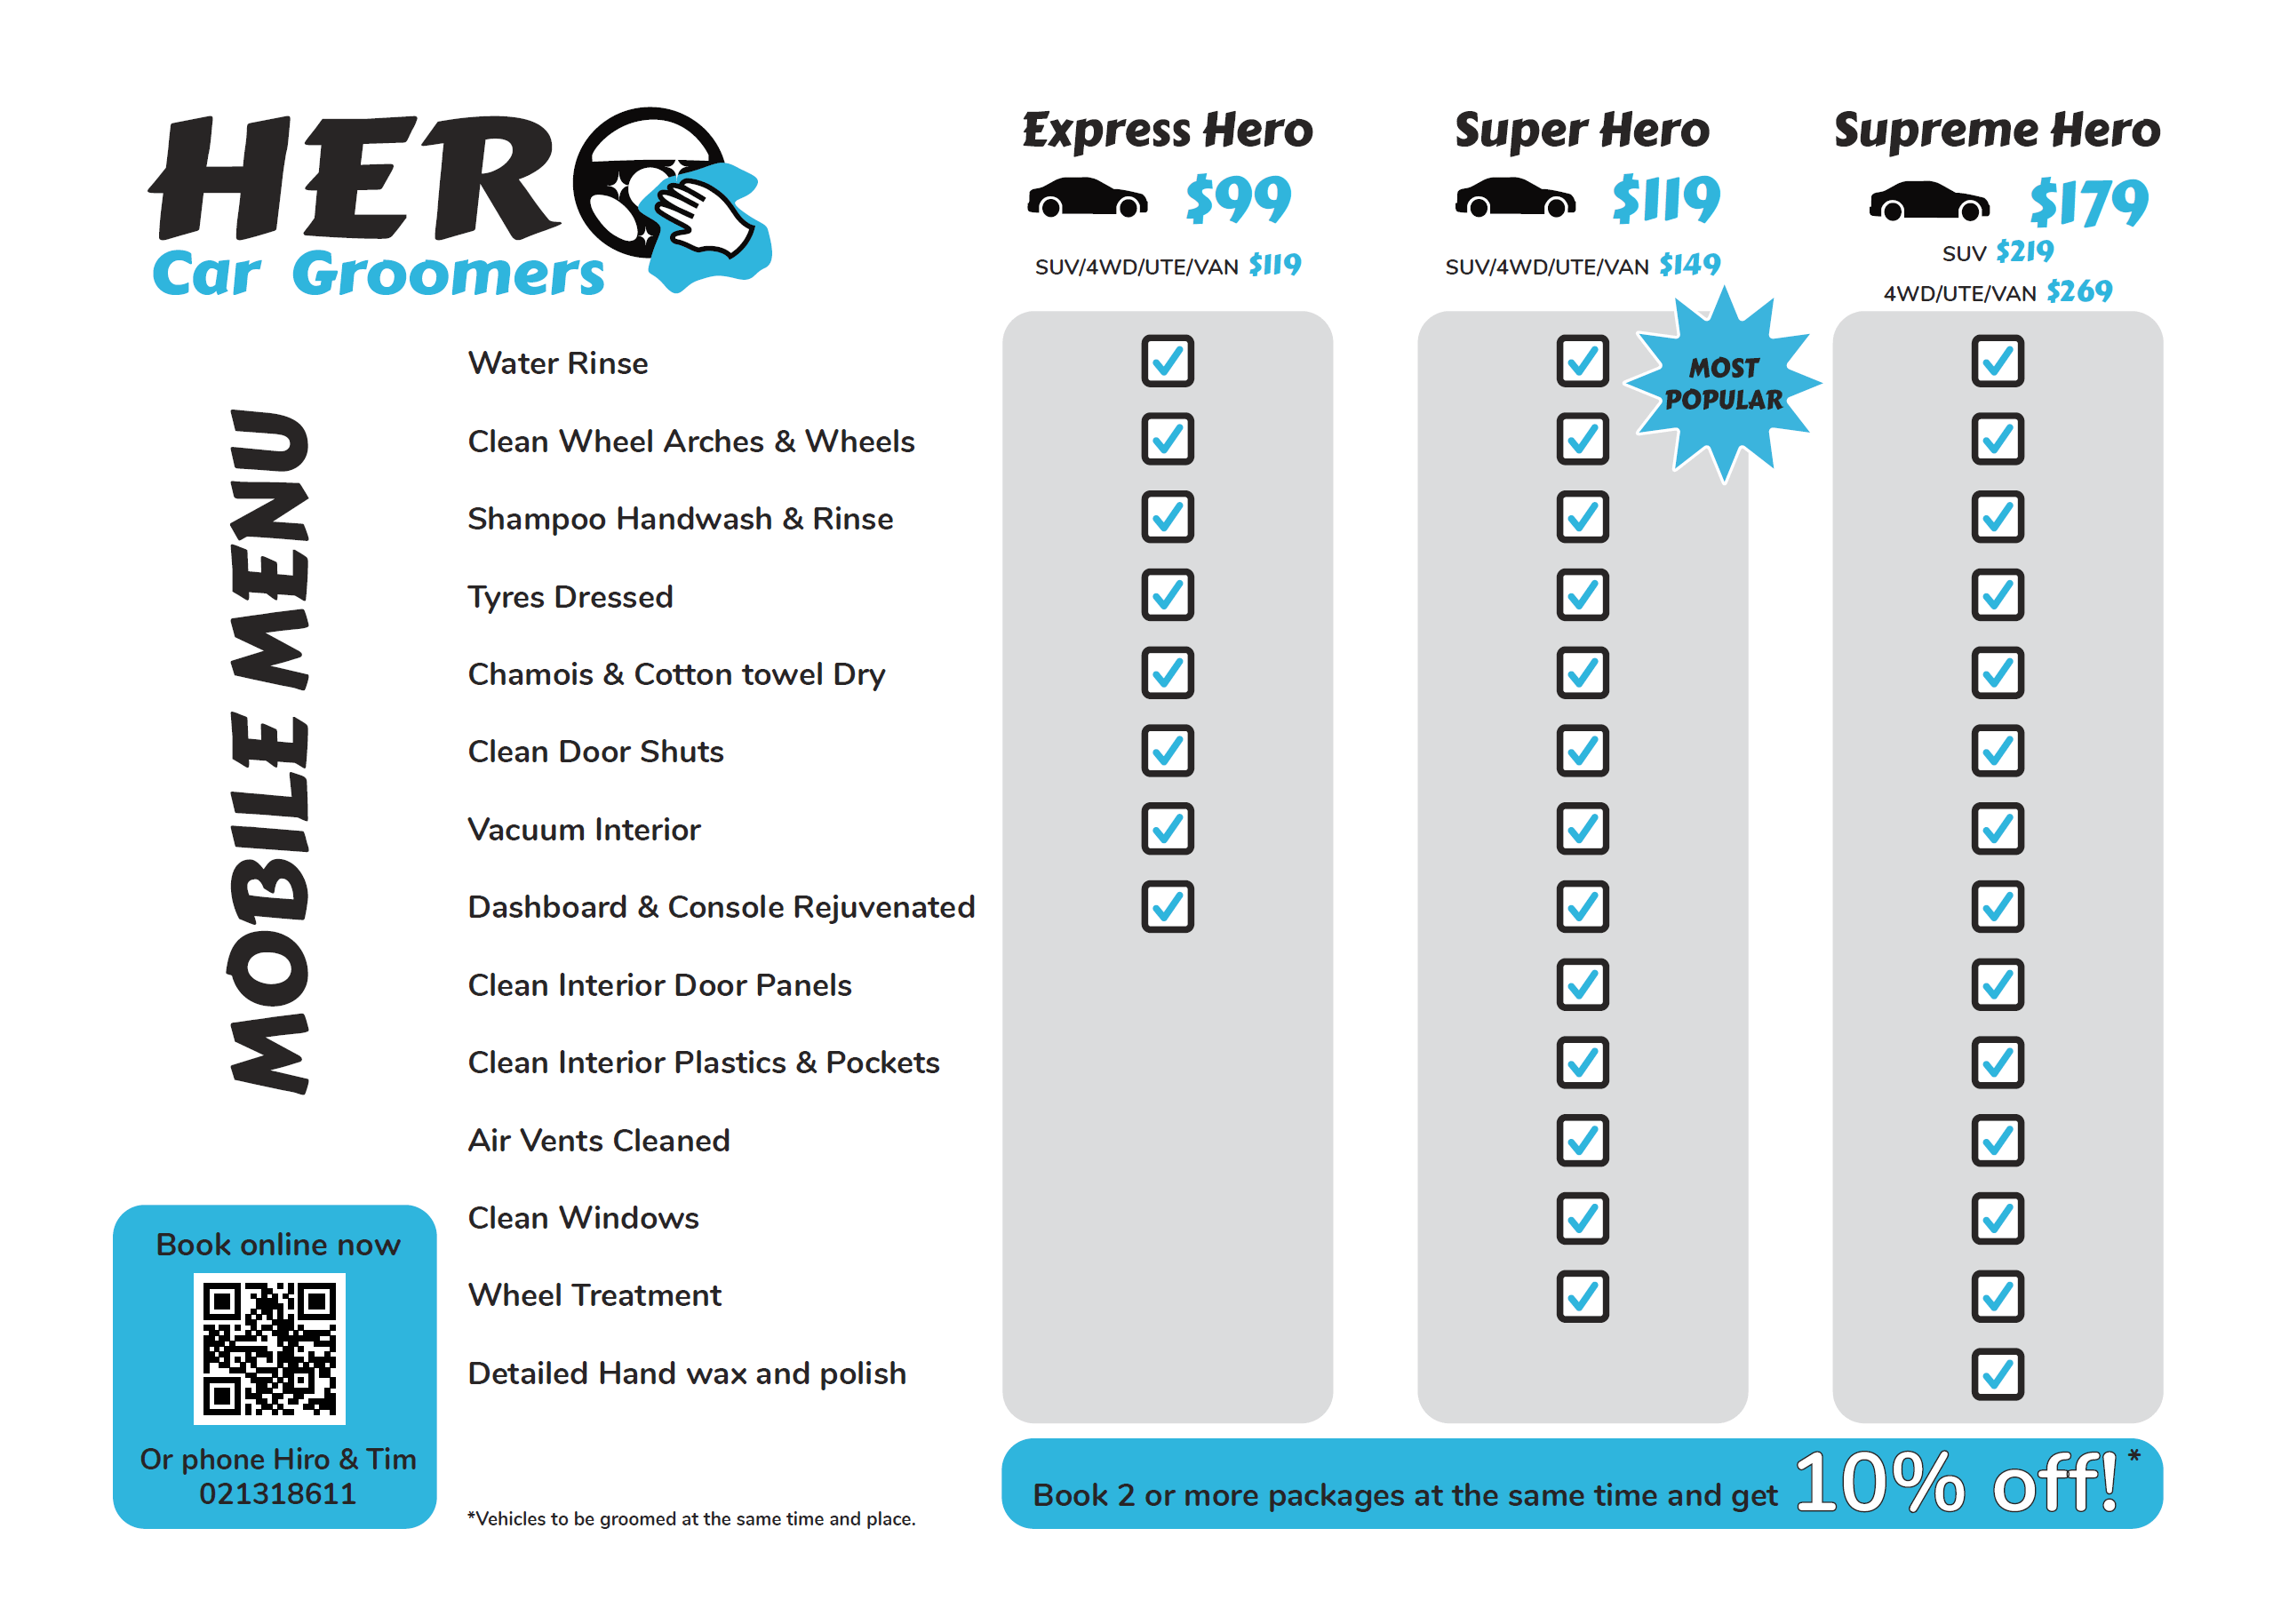 HERO
Car Groomers
Express Hero
$99
SUV/4WD/UTE/VAN $119
Super Hero
$119
SUV/4WD/UTE/VAN $149
Supreme Hero
$179
SUV $219
4WD/UTE/VAN $269
MOST
POPULAR
MOBILE MENU
Water Rinse
Clean Wheel Arches & Wheels
Shampoo Handwash & Rinse
Tyres Dressed
Chamois & Cotton towel Dry
Clean Door Shuts
Vacuum Interior
Dashboard & Console Rejuvenated
Clean Interior Door Panels
Clean Interior Plastics & Pockets
Air Vents Cleaned
Clean Windows
Wheel Treatment
Detailed Hand wax and polish
Book online now
Or phone Hiro & Tim
021318611
*Vehicles to be groomed at the same time and place.
Book 2 or more packages at the same time and get 10% off!*